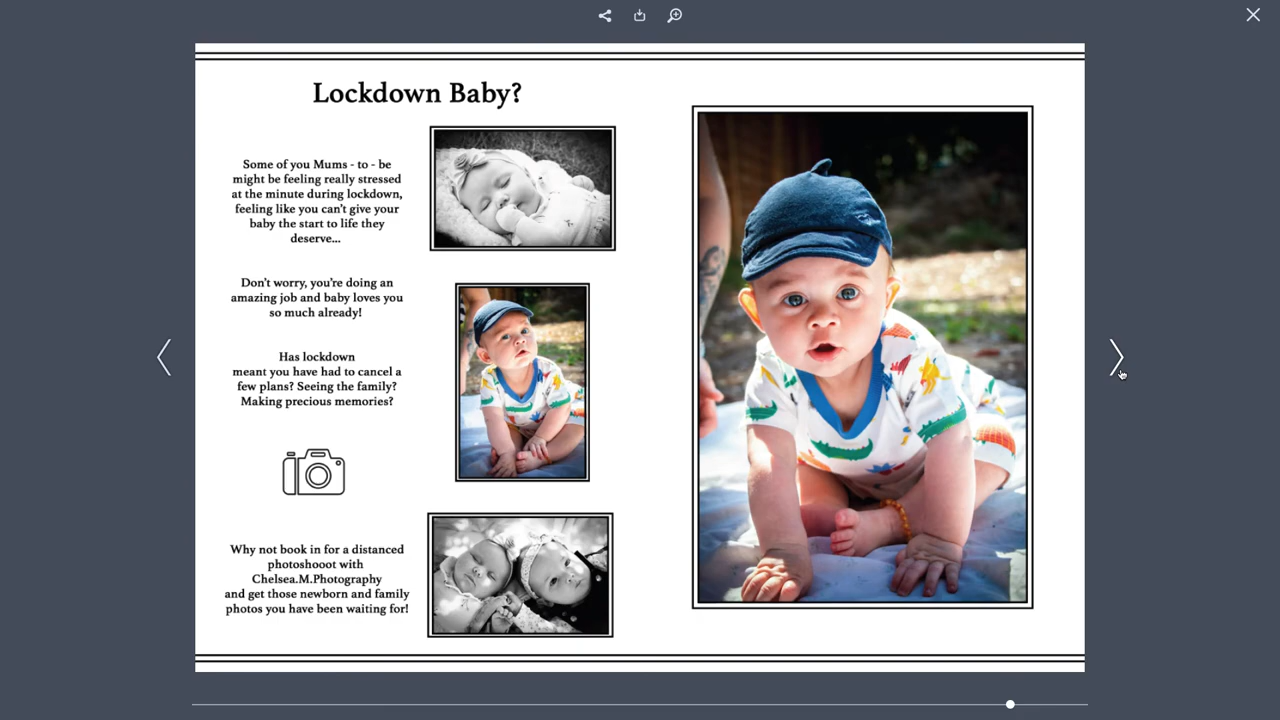 Lockdown Baby?
Some of you Mums - to - be
might be feeling really stressed
at the minute during lockdown,
feeling like you can't give your
baby the start to life they
deserve...
Don't worry, you're doing an
amazing job and baby loves you
so much already!
Has lockdown
meant you have had to cancel a
few plans? Seeing the family?
Making precious memories?
Why not book in for a distanced
photoshooot with
Chelsea.M.Photography
and get those newborn and family
photos you have been waiting for!